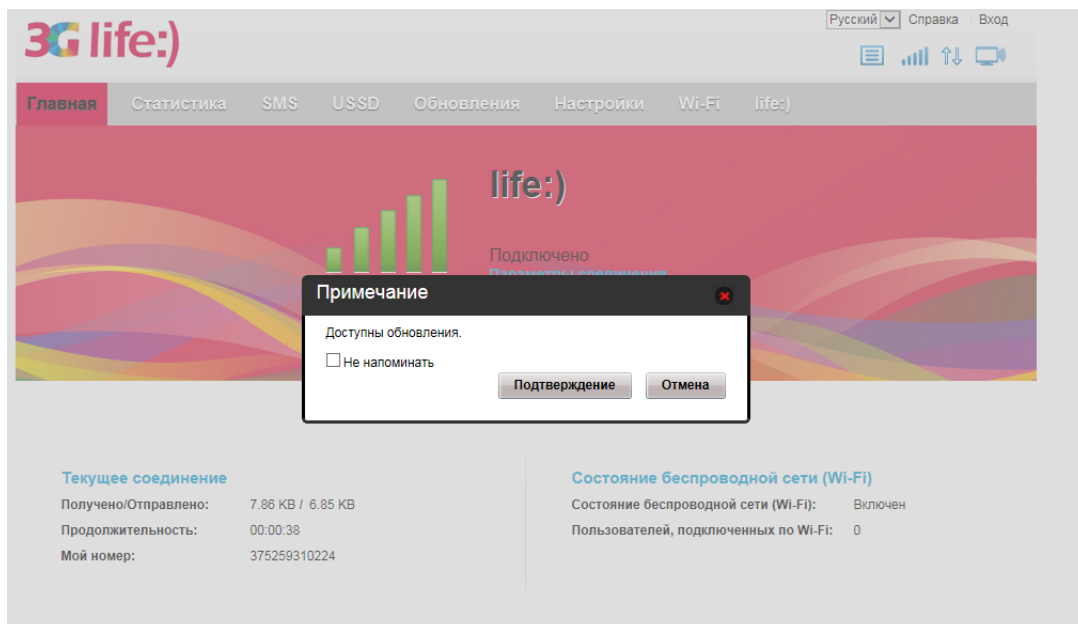 3G life:)
Русский Справка Вход
Главная Статистика SMS USSD Обновления Настройки Wi-Fi life:)
life:)
Подключено
Параметры соединения
Примечание
Доступны обновления.
Не напоминать
Подтверждение Отмена
Текущее соединение
Получено/Отправлено: 7.86 KB / 6.85 KB
Продолжительность: 00:00:38
Мой номер: 375259310224
Состояние беспроводной сети (Wi-Fi)
Состояние беспроводной сети (Wi-Fi): Включен
Пользователей, подключенных по Wi-Fi: 0